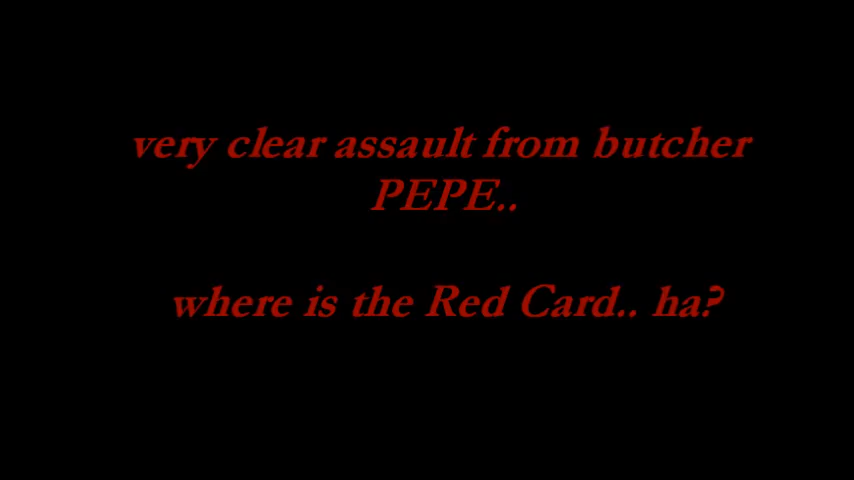 very clear assault from butcher
PEPE..
where is the Red Card.. ha?